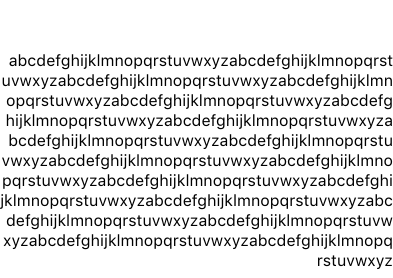 abcdefghijklmnopqrstuvwxyzabcdefghijklmnopqrst
uvwxyzabcdefghijklmnopqrstuvwxyzabcdefghijklmn
opqrstuvwxyzabcdefghijklmnopqrstuvwxyzabcdefg
hijklmnopqrstuvwxyzabcdefghijklmnopqrstuvwxyza
bcdefghijklmnopqrstuvwxyzabcdefghijklmnopqrstu
vwxyzabcdefghijklmnopqrstuvwxyzabcdefghijklmno
pqrstuvwxyzabcdefghijklmnopqrstuvwxyzabcdefghi
jklmnopqrstuvwxyzabcdefghijklmnopqrstuvwxyzabc
defghijklmnopqrstuvwxyzabcdefghijklmnopqrstuvw
xyzabcdefghijklmnopqrstuvwxyzabcdefghijklmnopq
rstuvwxyz